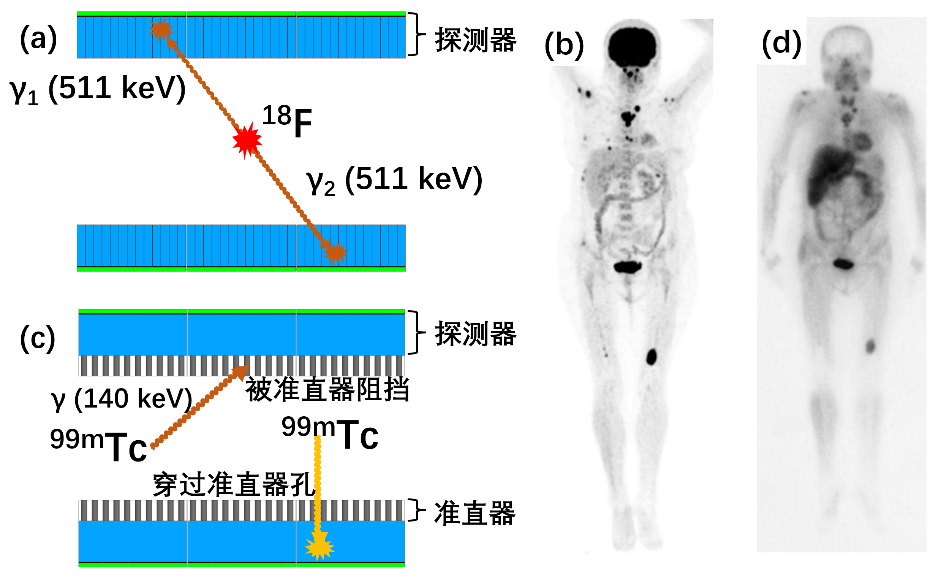 (a)
探测器
γ1 (511 keV)
18F
γ2 (511 keV)
(b)
(d)
(c)
探测器
γ (140 keV)
被准直器阻挡
99mTc
99mTc
穿过准直器孔
准直器